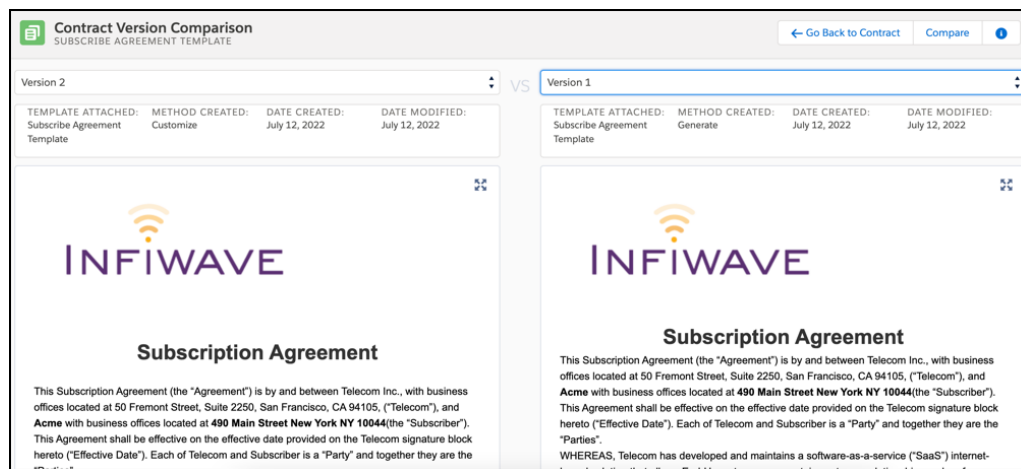 Contract Version Comparison
SUBSCRIBE AGREEMENT TEMPLATE
Go Back to Contract
Compare
Version 2
VS
Version 1
TEMPLATE ATTACHED: METHOD CREATED: DATE CREATED: DATE MODIFIED:
Subscribe Agreement Customize July 12, 2022 July 12, 2022
Template
TEMPLATE ATTACHED: METHOD CREATED: DATE CREATED: DATE MODIFIED:
Subscribe Agreement Generate July 12, 2022 July 12, 2022
Template
INFIWAVE
Subscription Agreement
This Subscription Agreement (the “Agreement”) is by and between Telecom Inc., with business
offices located at 50 Fremont Street, Suite 2250, San Francisco, CA 94105, (“Telecom”), and
Acme with business offices located at 490 Main Street New York NY 10044(the “Subscriber”).
This Agreement shall be effective on the effective date provided on the Telecom signature block
hereto (“Effective Date”). Each of Telecom and Subscriber is a “Party” and together they are the
“Parties”.
INFIWAVE
Subscription Agreement
This Subscription Agreement (the “Agreement”) is by and between Telecom Inc., with business
offices located at 50 Fremont Street, Suite 2250, San Francisco, CA 94105, (“Telecom”), and
Acme with business offices located at 490 Main Street New York NY 10044(the “Subscriber”).
This Agreement shall be effective on the effective date provided on the Telecom signature block
hereto (“Effective Date”). Each of Telecom and Subscriber is a “Party” and together they are the
“Parties”.
WHEREAS, Telecom has developed and maintains a software-as-a-service (“SaaS”) internet-